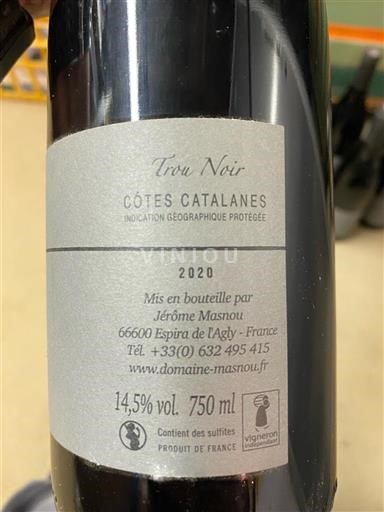 Trou Noir
CÔTES CATALANES
INDICATION GÉOGRAPHIQUE PROTÉGÉE
VINIOU
2020
Mis en bouteille par
Jérôme Masnou
66600 Espira de l'Agly - France
Tél. +33(0) 632 495 415
www.domaine-masnou.fr
14,5% vol. 750 ml
Contient des sulfites
PRODUIT DE FRANCE
vigneron
indépendant